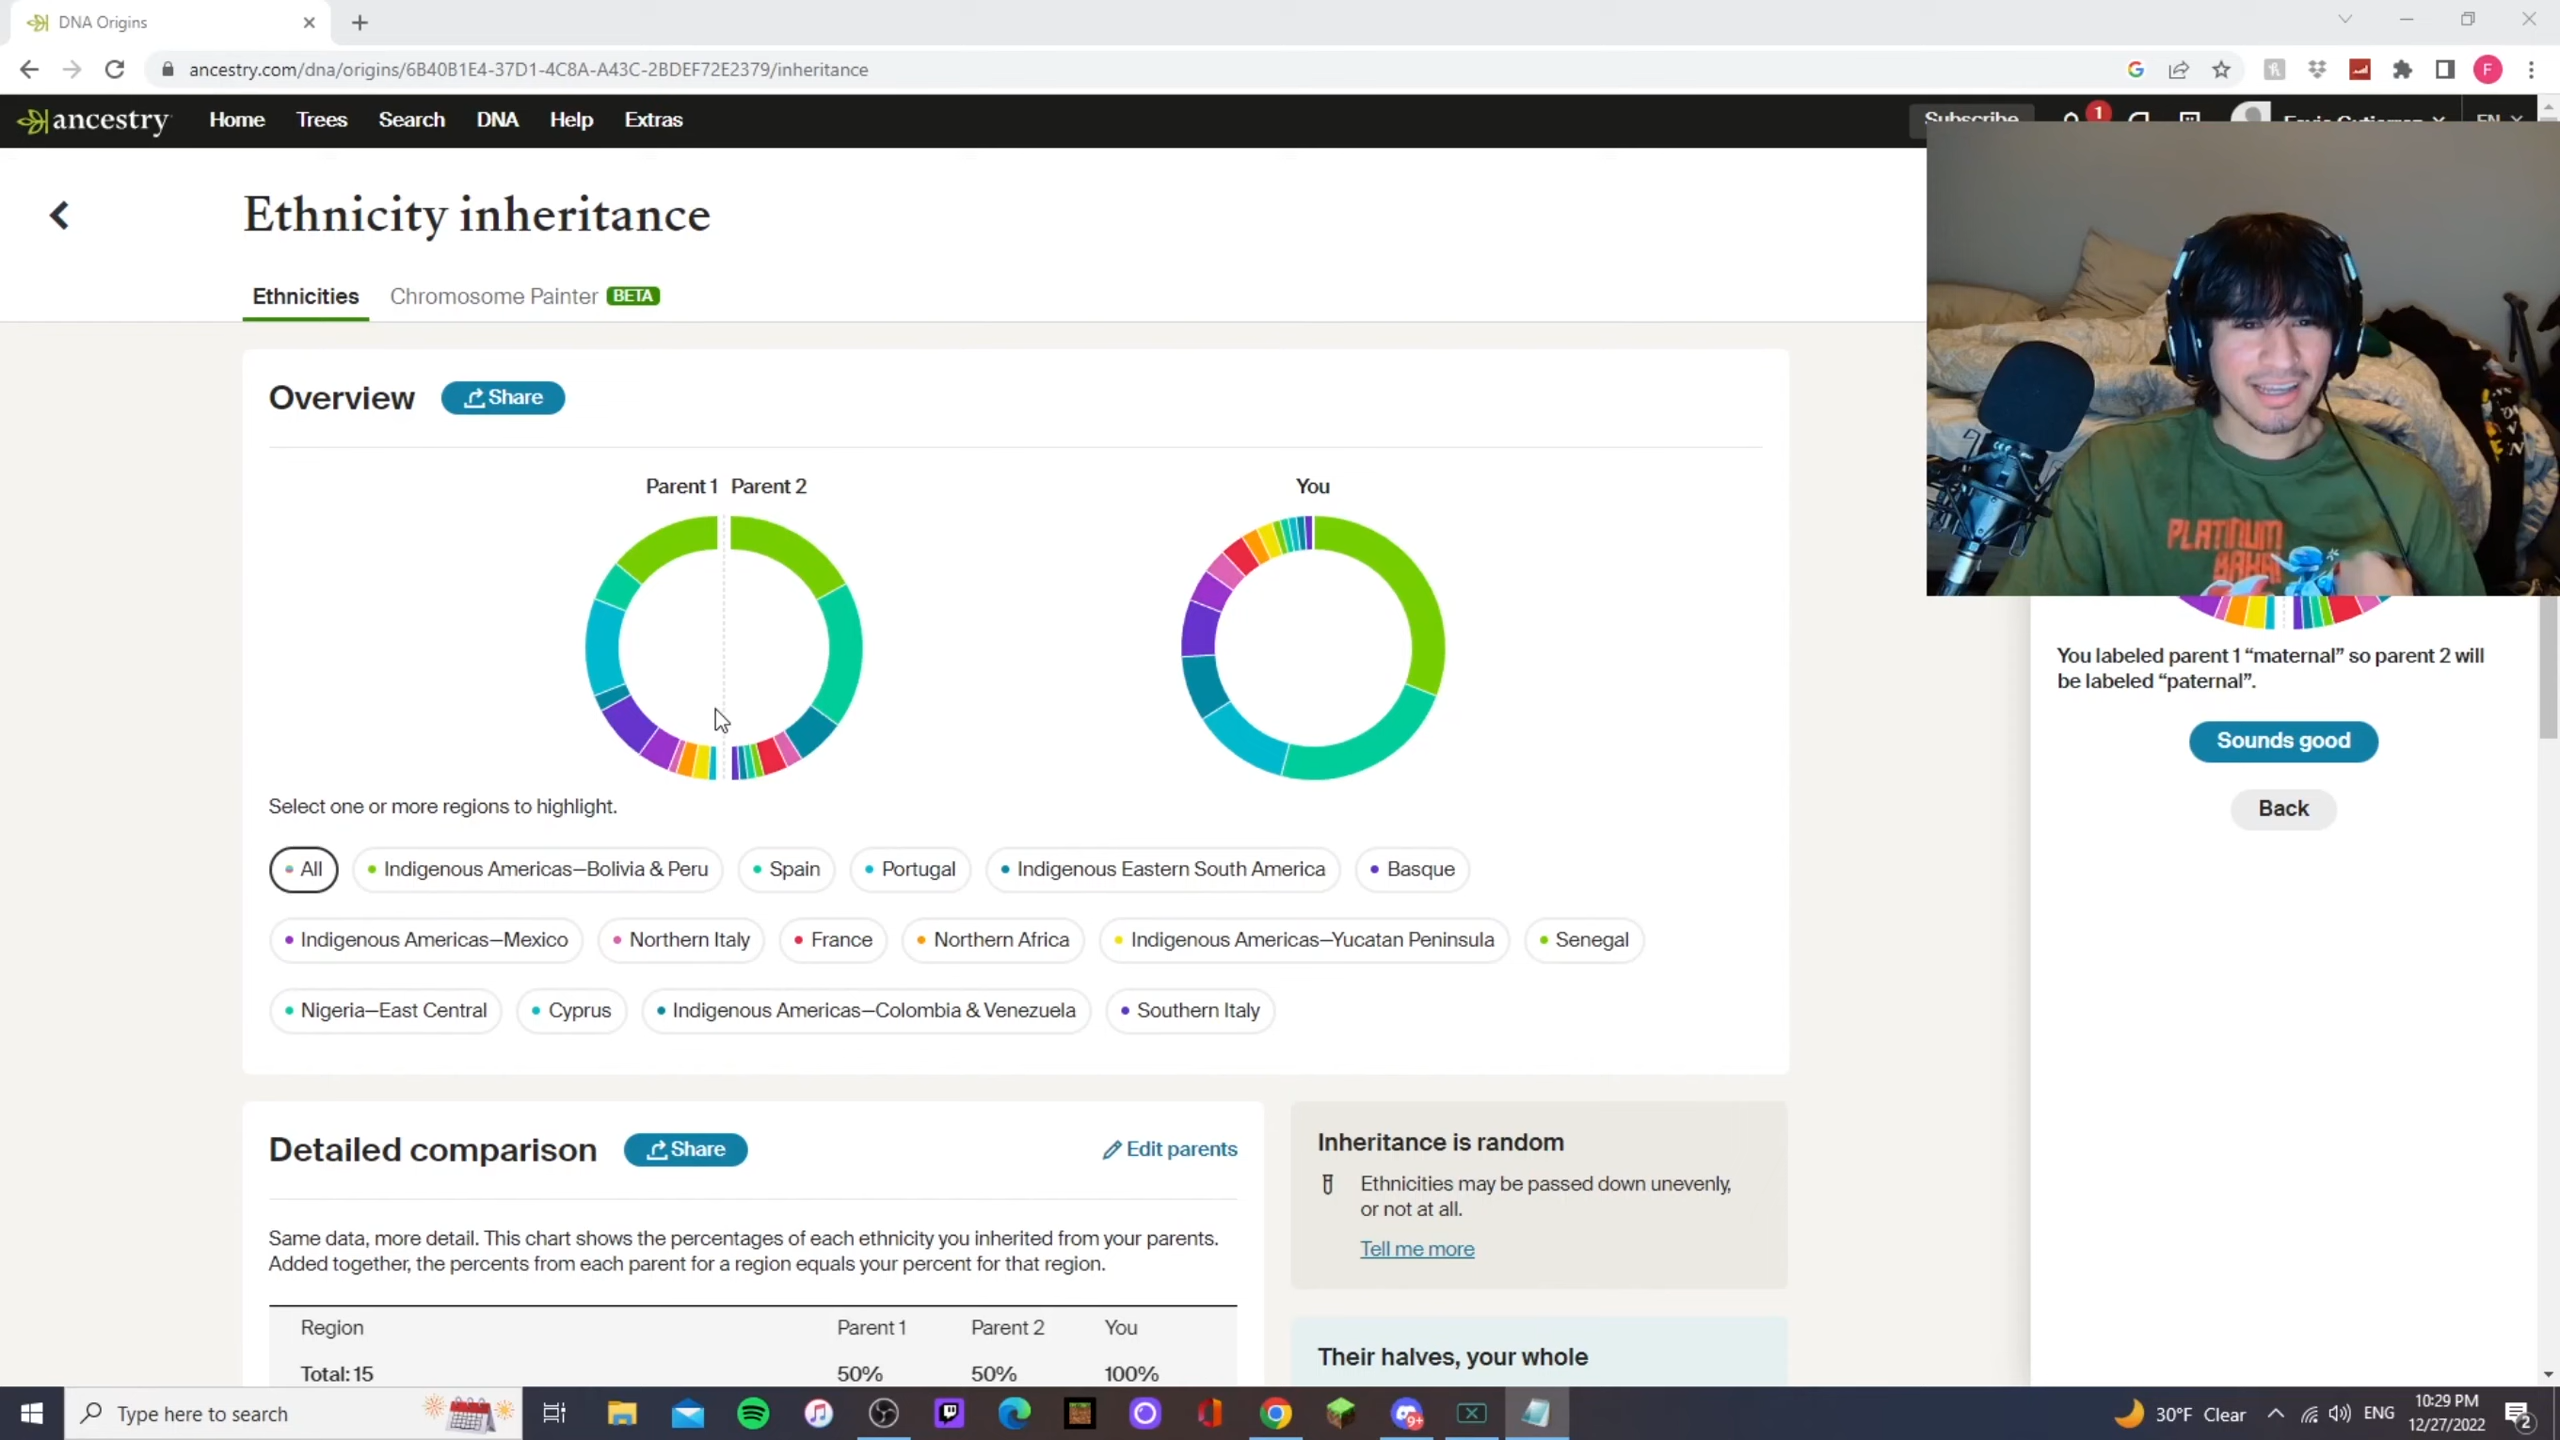 DNA Origins
ancestry.com/dna/origins/6B40B1E4-37D1-4C8A-A43C-2BDEF72E2379/inheritance
F
ancestry Home Trees Search DNA Help Extras Subscribe 1 EN
Ethnicity inheritance
Ethnicities Chromosome Painter BETA
Overview Share
Parent 1 Parent 2 You
PLATINUM
You labeled parent 1 “maternal” so parent 2 will
be labeled “paternal”.
Sounds good
Back
Select one or more regions to highlight.
All Indigenous Americas—Bolivia & Peru Spain Portugal Indigenous Eastern South America Basque
Indigenous Americas—Mexico Northern Italy France Northern Africa Indigenous Americas—Yucatan Peninsula Senegal
Nigeria—East Central Cyprus Indigenous Americas—Colombia & Venezuela Southern Italy
Detailed comparison Share Edit parents
Same data, more detail. This chart shows the percentages of each ethnicity you inherited from your parents.
Added together, the percents from each parent for a region equals your percent for that region.
Region Parent 1 Parent 2 You
Total: 15 50% 50% 100%
Inheritance is random
Ethnicities may be passed down unevenly,
or not at all.
Tell me more
Their halves, your whole
Type here to search
9+
30°F Clear
ENG
10:29 PM
12/27/2022
2